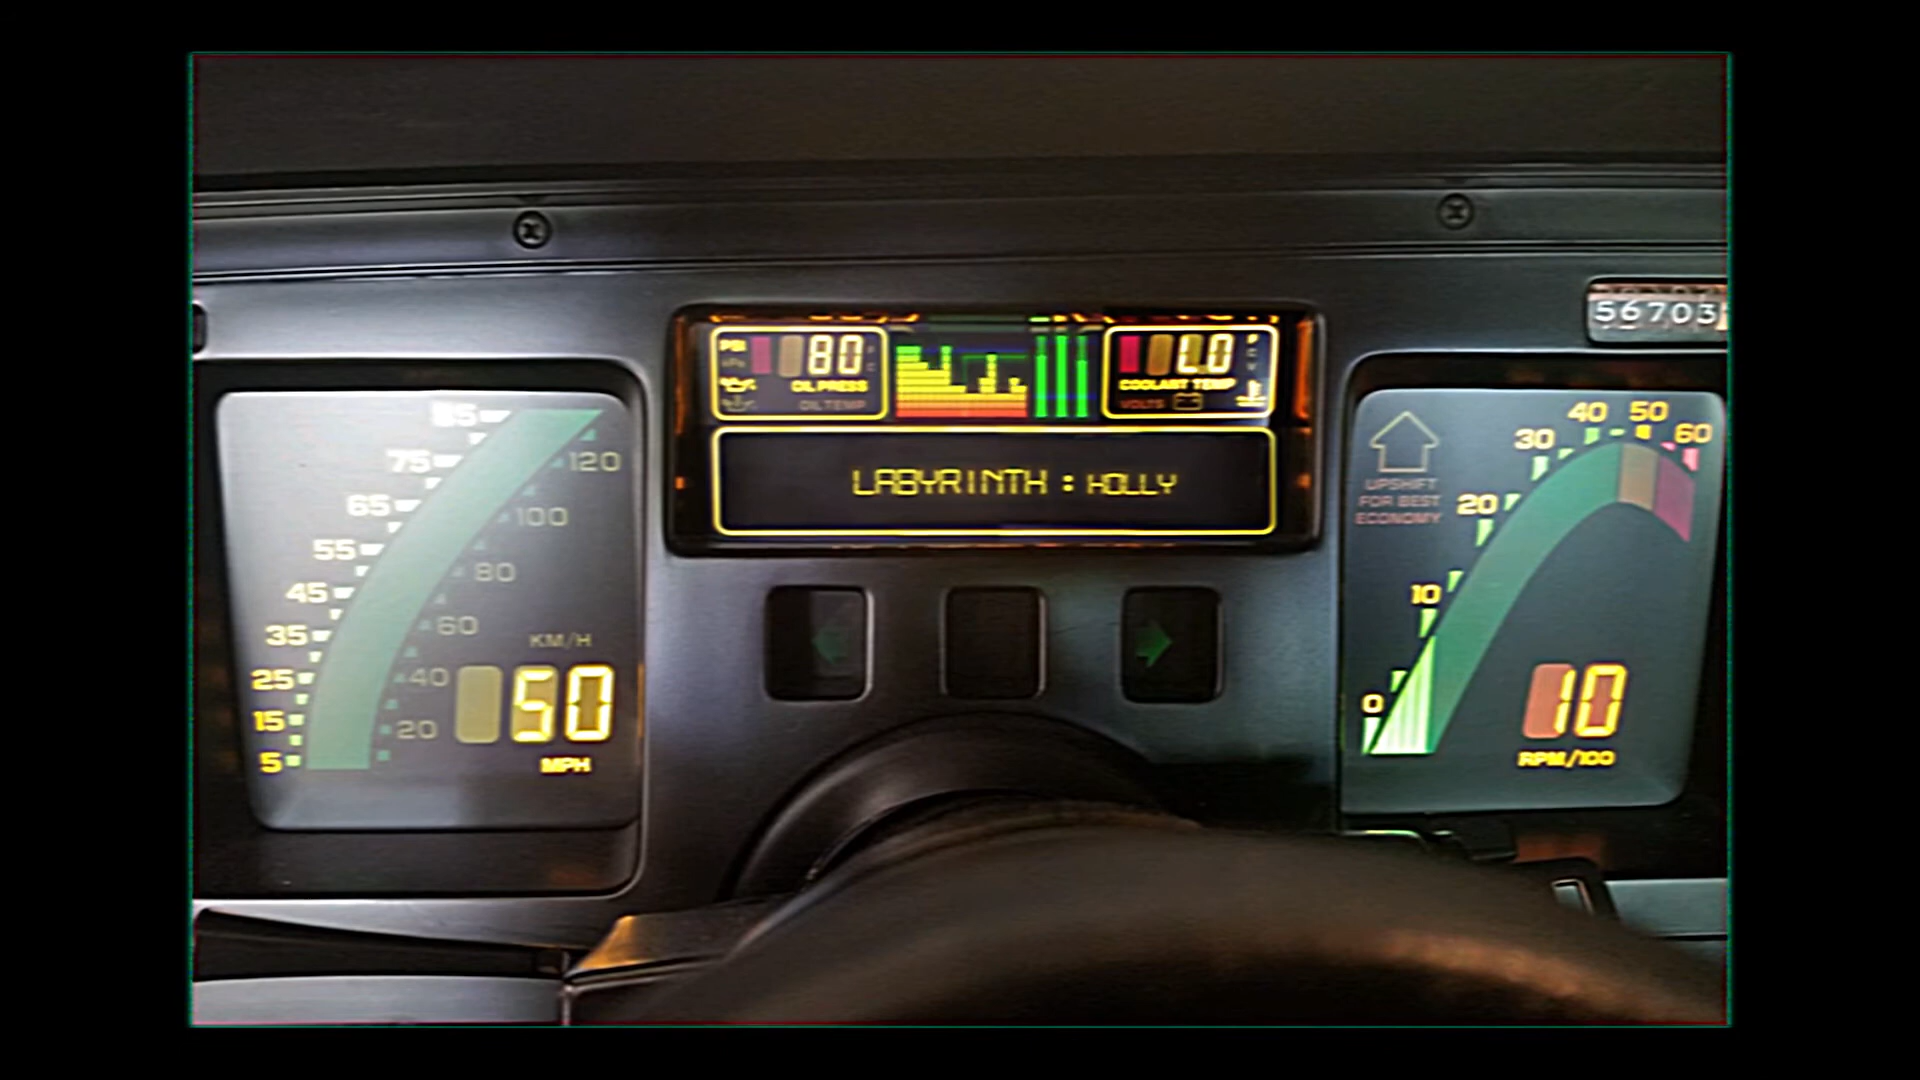 56703
PSI
80
OIL PRESS
OIL TEMP
LO
COOLANT TEMP
VOLTS
LABYRINTH : HOLLY
85
75
65
55
45
35
25
15
5
120
100
80
60
40
20
KM/H
50
MPH
UPSHIFT
FOR BEST
ECONOMY
0
10
20
30
40
50
60
10
RPM/100